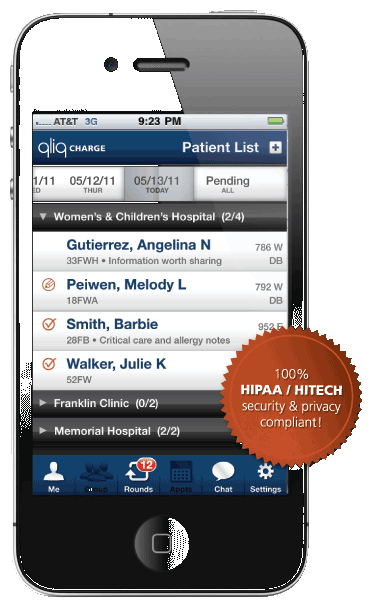 AT&T 3G 9:23 PM
qliq CHARGE Patient List
1/11 05/12/11 05/13/11 Pending
ED THUR TODAY ALL
Women's & Children's Hospital (2/4)
Gutierrez, Angelina N 786 W
33FWH • Information worth sharing DB
Peiwen, Melody L 792 W
18FWA DB
Smith, Barbie 952 F
28FB • Critical care and allergy notes
Walker, Julie K
52FW
100%
HIPAA / HITECH
security & privacy
compliant!
Franklin Clinic (0/2)
Memorial Hospital (2/2)
12
Me Group Rounds Appts Chat Settings